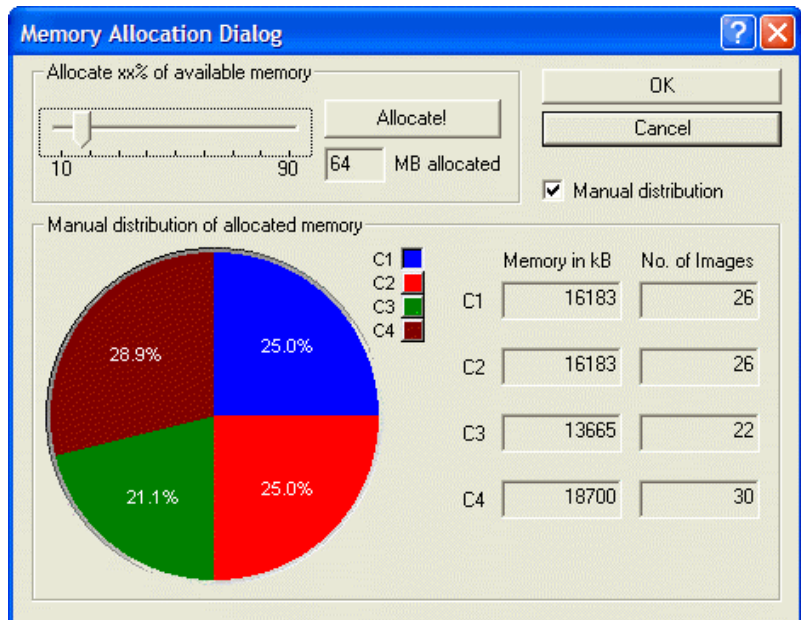 Memory Allocation Dialog
Allocate xx% of available memory
Allocate!
10
90
64 MB allocated
OK
Cancel
Manual distribution
Manual distribution of allocated memory
C1
C2
C3
C4
28.9%
25.0%
21.1%
25.0%
Memory in kB No. of Images
C1 16183 26
C2 16183 26
C3 13665 22
C4 18700 30